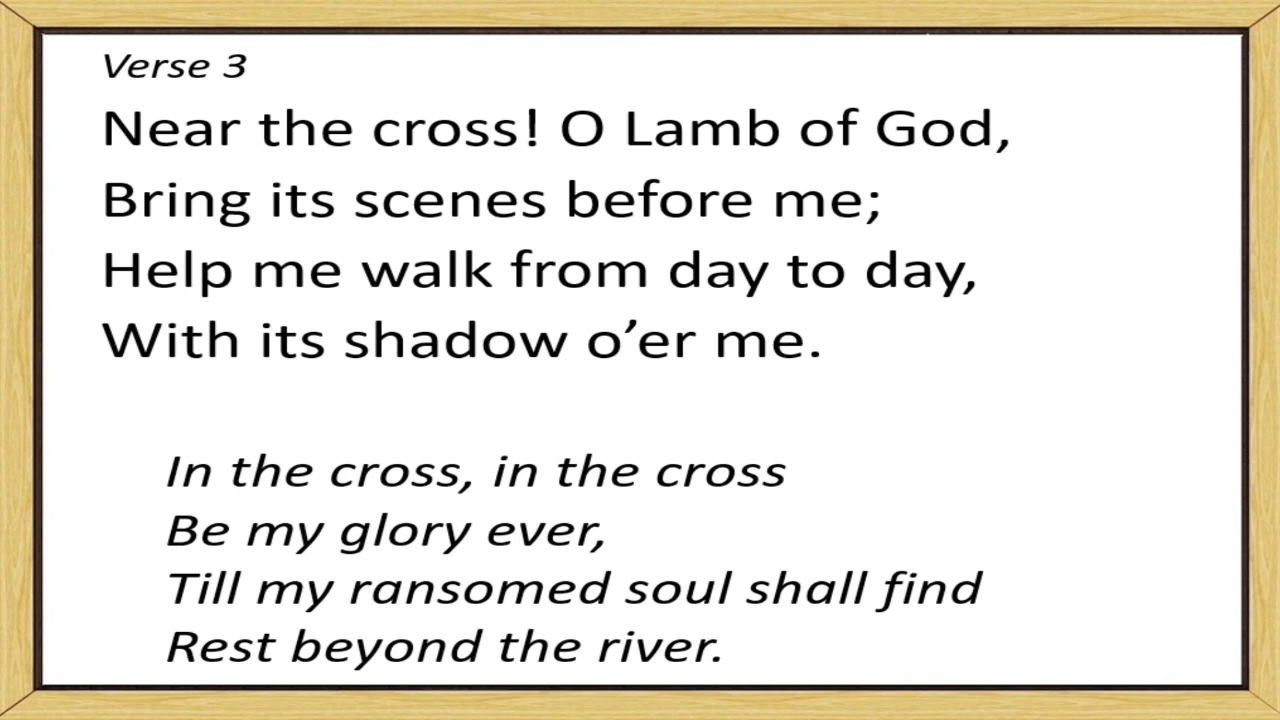 Verse 3
Near the cross! O Lamb of God,
Bring its scenes before me;
Help me walk from day to day,
With its shadow o’er me.
In the cross, in the cross
Be my glory ever,
Till my ransomed soul shall find
Rest beyond the river.